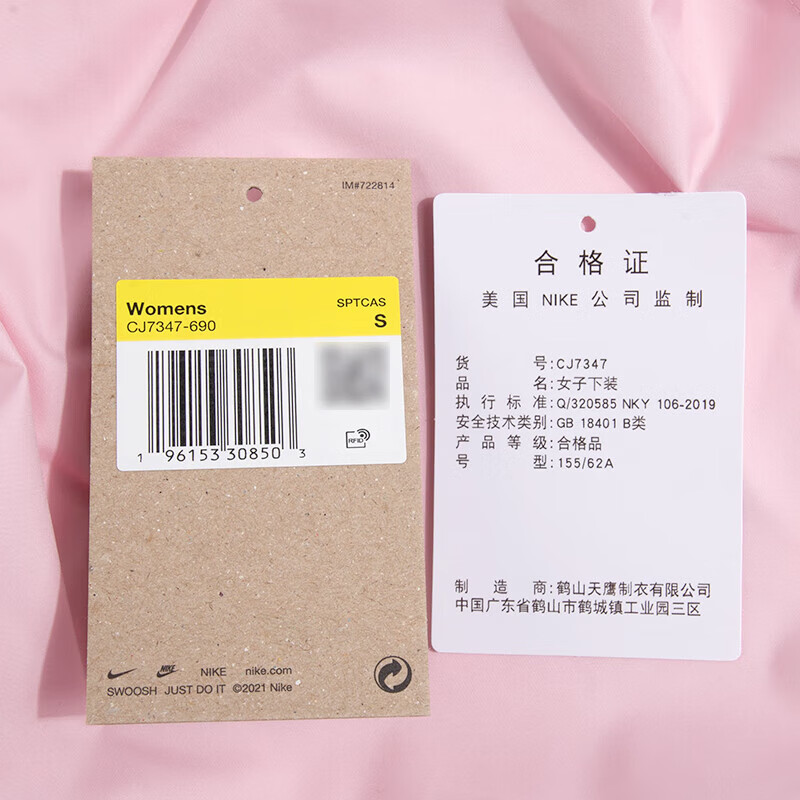 IM#722814
Womens
SPTCAS
CJ7347-690
S
1 96153 30850 3
RFID
NIKE
NIKE nike.com
SWOOSH JUST DO IT ©2021 Nike
合格证
美国NIKE公司监制
货号:CJ7347
品名:女子下装
执行标准:Q/320585 NKY 106-2019
安全技术类别:GB 18401 B类
产品等级:合格品
号型:155/62A
制造商:鹤山天鹰制衣有限公司
中国广东省鹤山市鹤城镇工业园三区